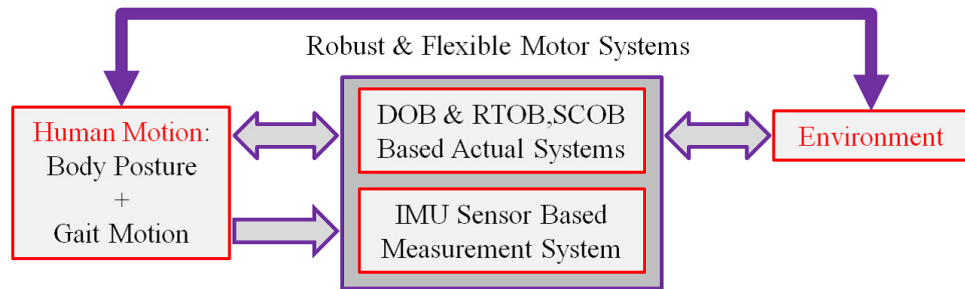 Robust & Flexible Motor Systems
Human Motion:
Body Posture
+
Gait Motion
DOB & RTOB,SCOB
Based Actual Systems
IMU Sensor Based
Measurement System
Environment